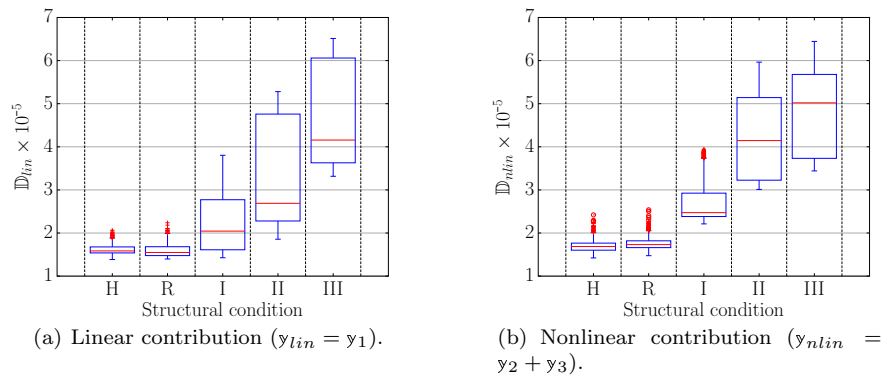 7
6
5
4
3
2
1
𝔻lin × 10-5
H R I II III
Structural condition
(a) Linear contribution (𝕪lin = 𝕪1).
7
6
5
4
3
2
1
𝔻nlin × 10-5
H R I II III
Structural condition
(b) Nonlinear contribution (𝕪nlin =
𝕪2 + 𝕪3).